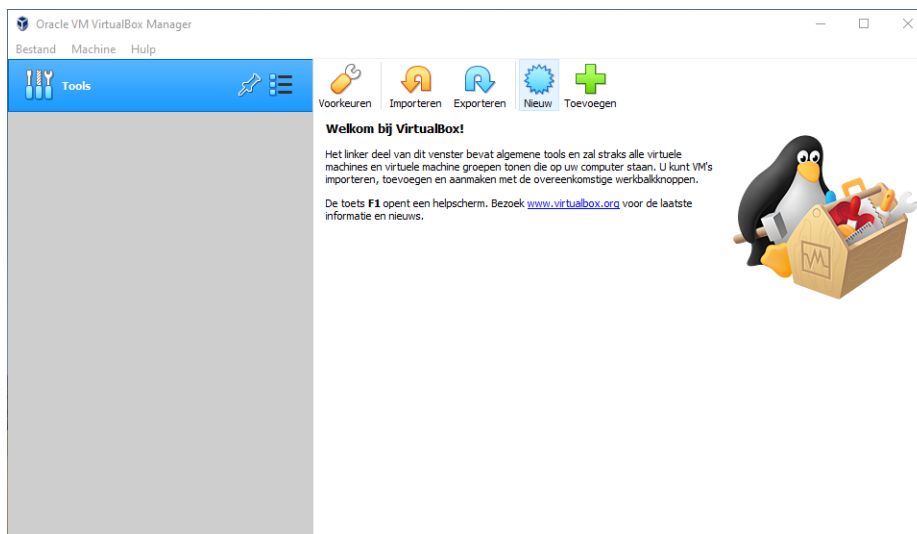 Oracle VM VirtualBox Manager
Bestand Machine Hulp
Tools
Voorkeuren Importeren Exporteren Nieuw Toevoegen
Welkom bij VirtualBox!
Het linker deel van dit venster bevat algemene tools en zal straks alle virtuele
machines en virtuele machine groepen tonen die op uw computer staan. U kunt VM's
importeren, toevoegen en aanmaken met de overeenkomstige werkbalkknoppen.
De toets F1 opent een helpscherm. Bezoek www.virtualbox.org voor de laatste
informatie en nieuws.
VM